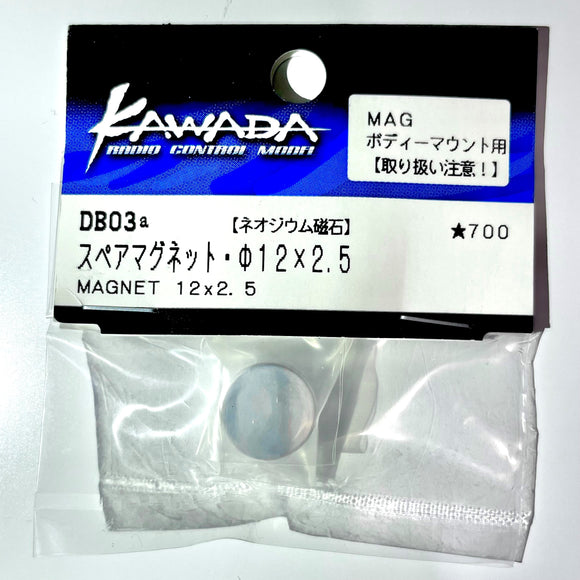 KAWADA
RADIO CONTROL MODEL
MAG
ボディーマウント用
【取り扱い注意！】
DB03a
【ネオジウム磁石】
★700
スペアマグネット・Φ12×2.5
MAGNET 12x2.5